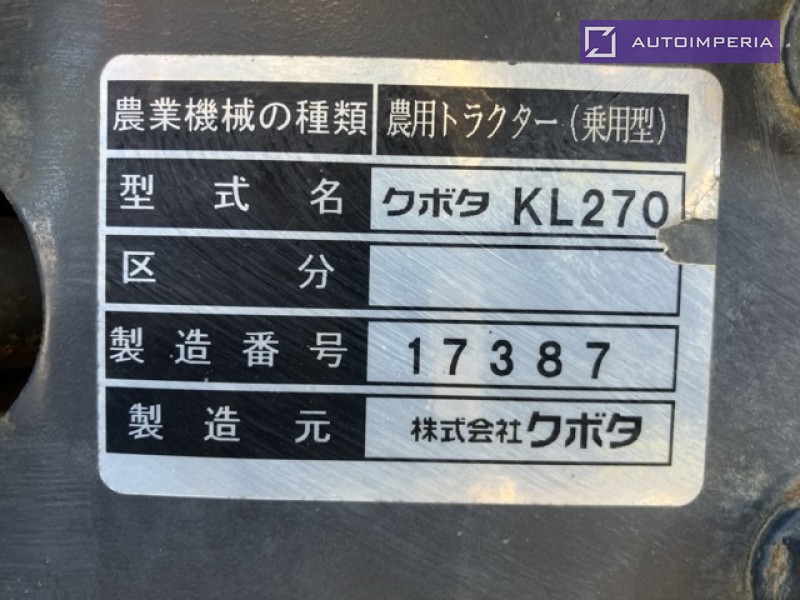 AUTOIMPERIA
農業機械の種類 農用トラクター(乗用型)
型式名 クボタ KL270
区分
製造番号 17387
製造元 株式会社クボタ